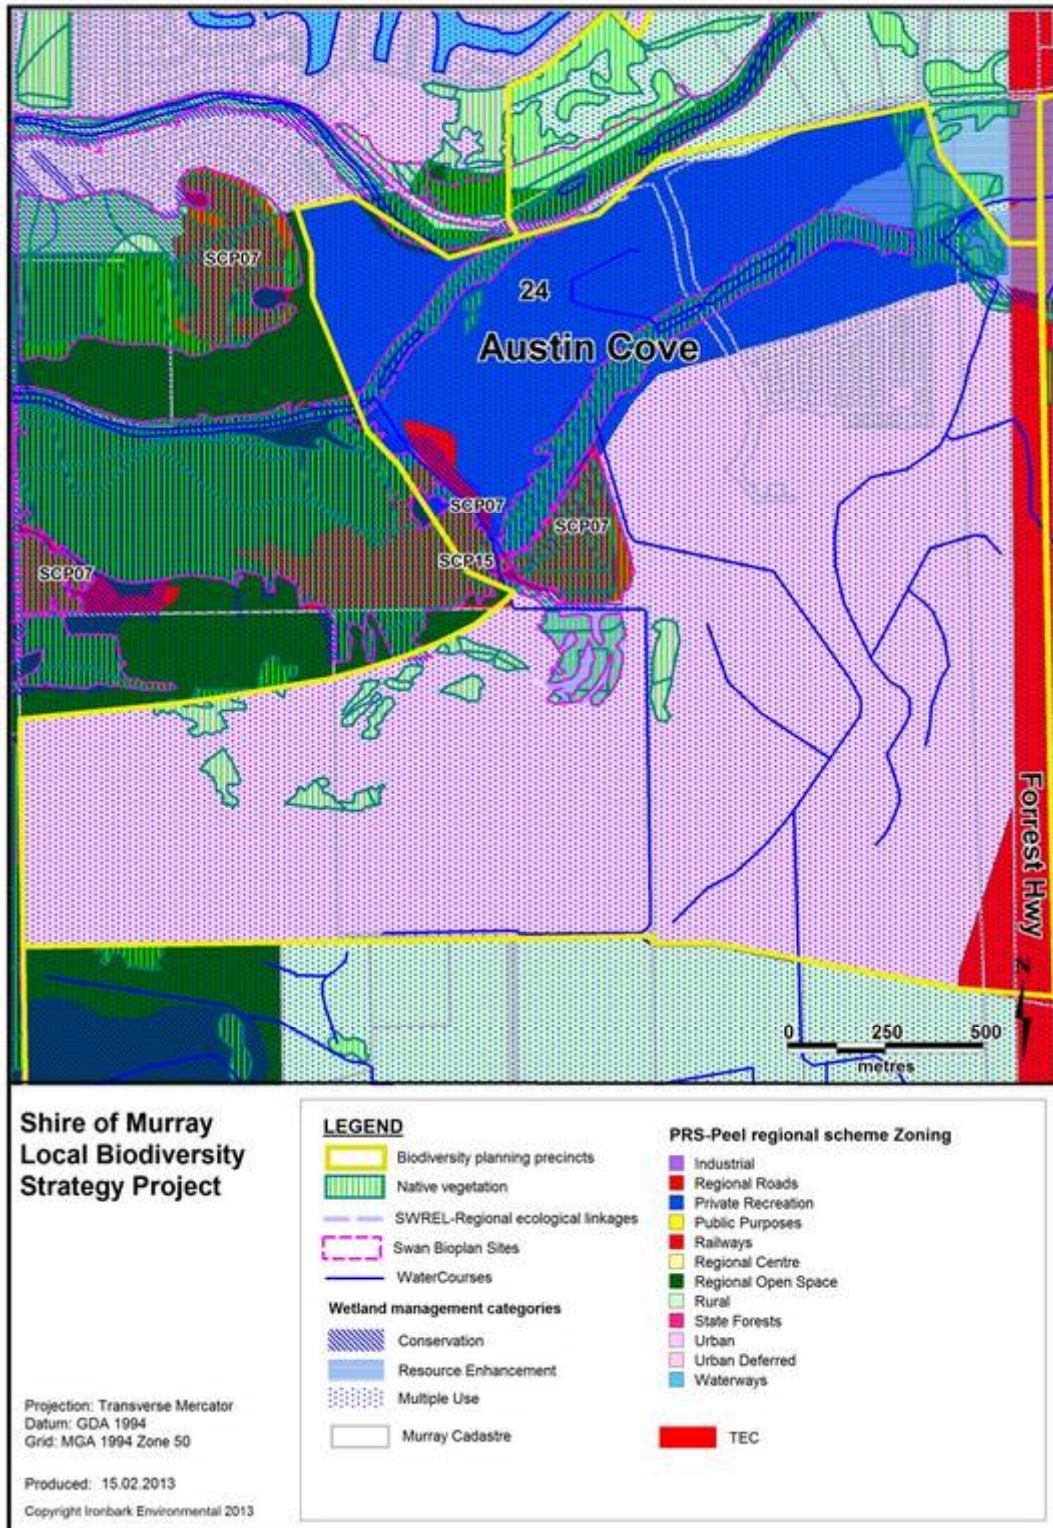 SCP07
24
Austin Cove
SCP07
SCP07
SCP15
SCP07
Forrest Hwy
N
0 250 500
metres
Shire of Murray
Local Biodiversity
Strategy Project
Projection: Transverse Mercator
Datum: GDA 1994
Grid: MGA 1994 Zone 50
Produced: 15.02.2013
Copyright Ironbark Environmental 2013
LEGEND
Biodiversity planning precincts
Native vegetation
SWREL-Regional ecological linkages
Swan Bioplan Sites
WaterCourses
Wetland management categories
Conservation
Resource Enhancement
Multiple Use
Murray Cadastre
PRS-Peel regional scheme Zoning
Industrial
Regional Roads
Private Recreation
Public Purposes
Railways
Regional Centre
Regional Open Space
Rural
State Forests
Urban
Urban Deferred
Waterways
TEC